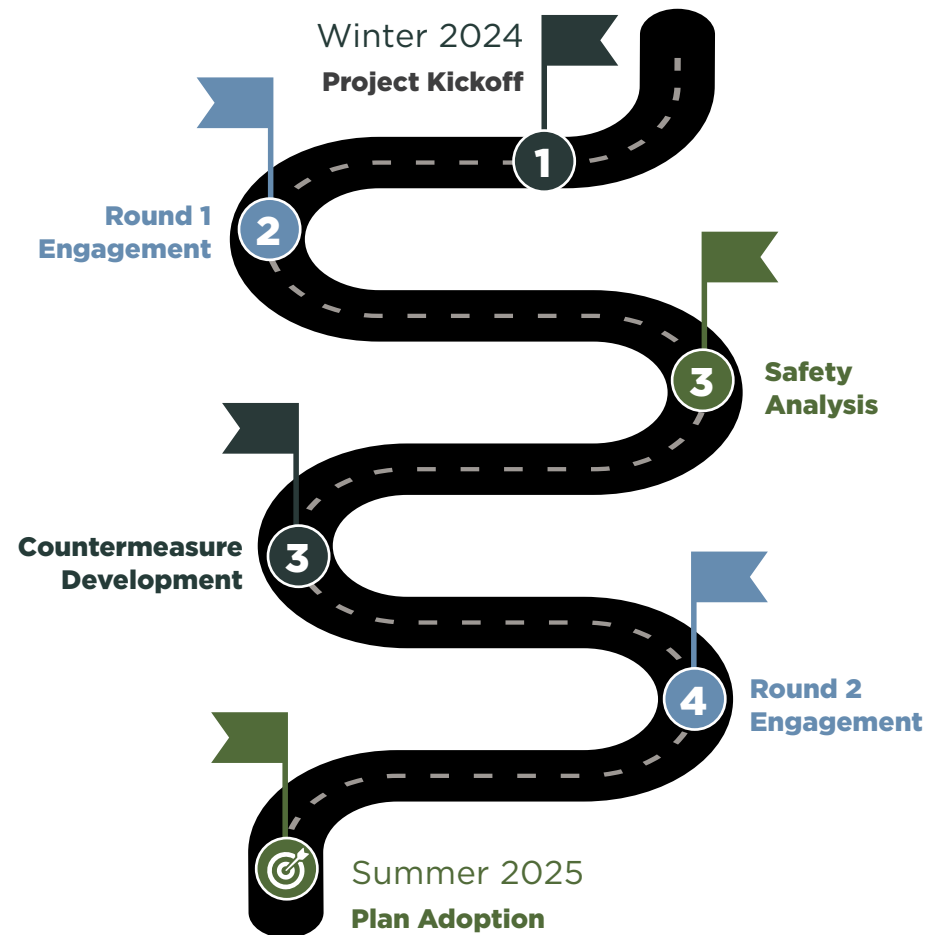 Winter 2024
Project Kickoff
1
Round 1
Engagement
2
3
Safety
Analysis
Countermeasure
Development
3
4
Round 2
Engagement
Summer 2025
Plan Adoption